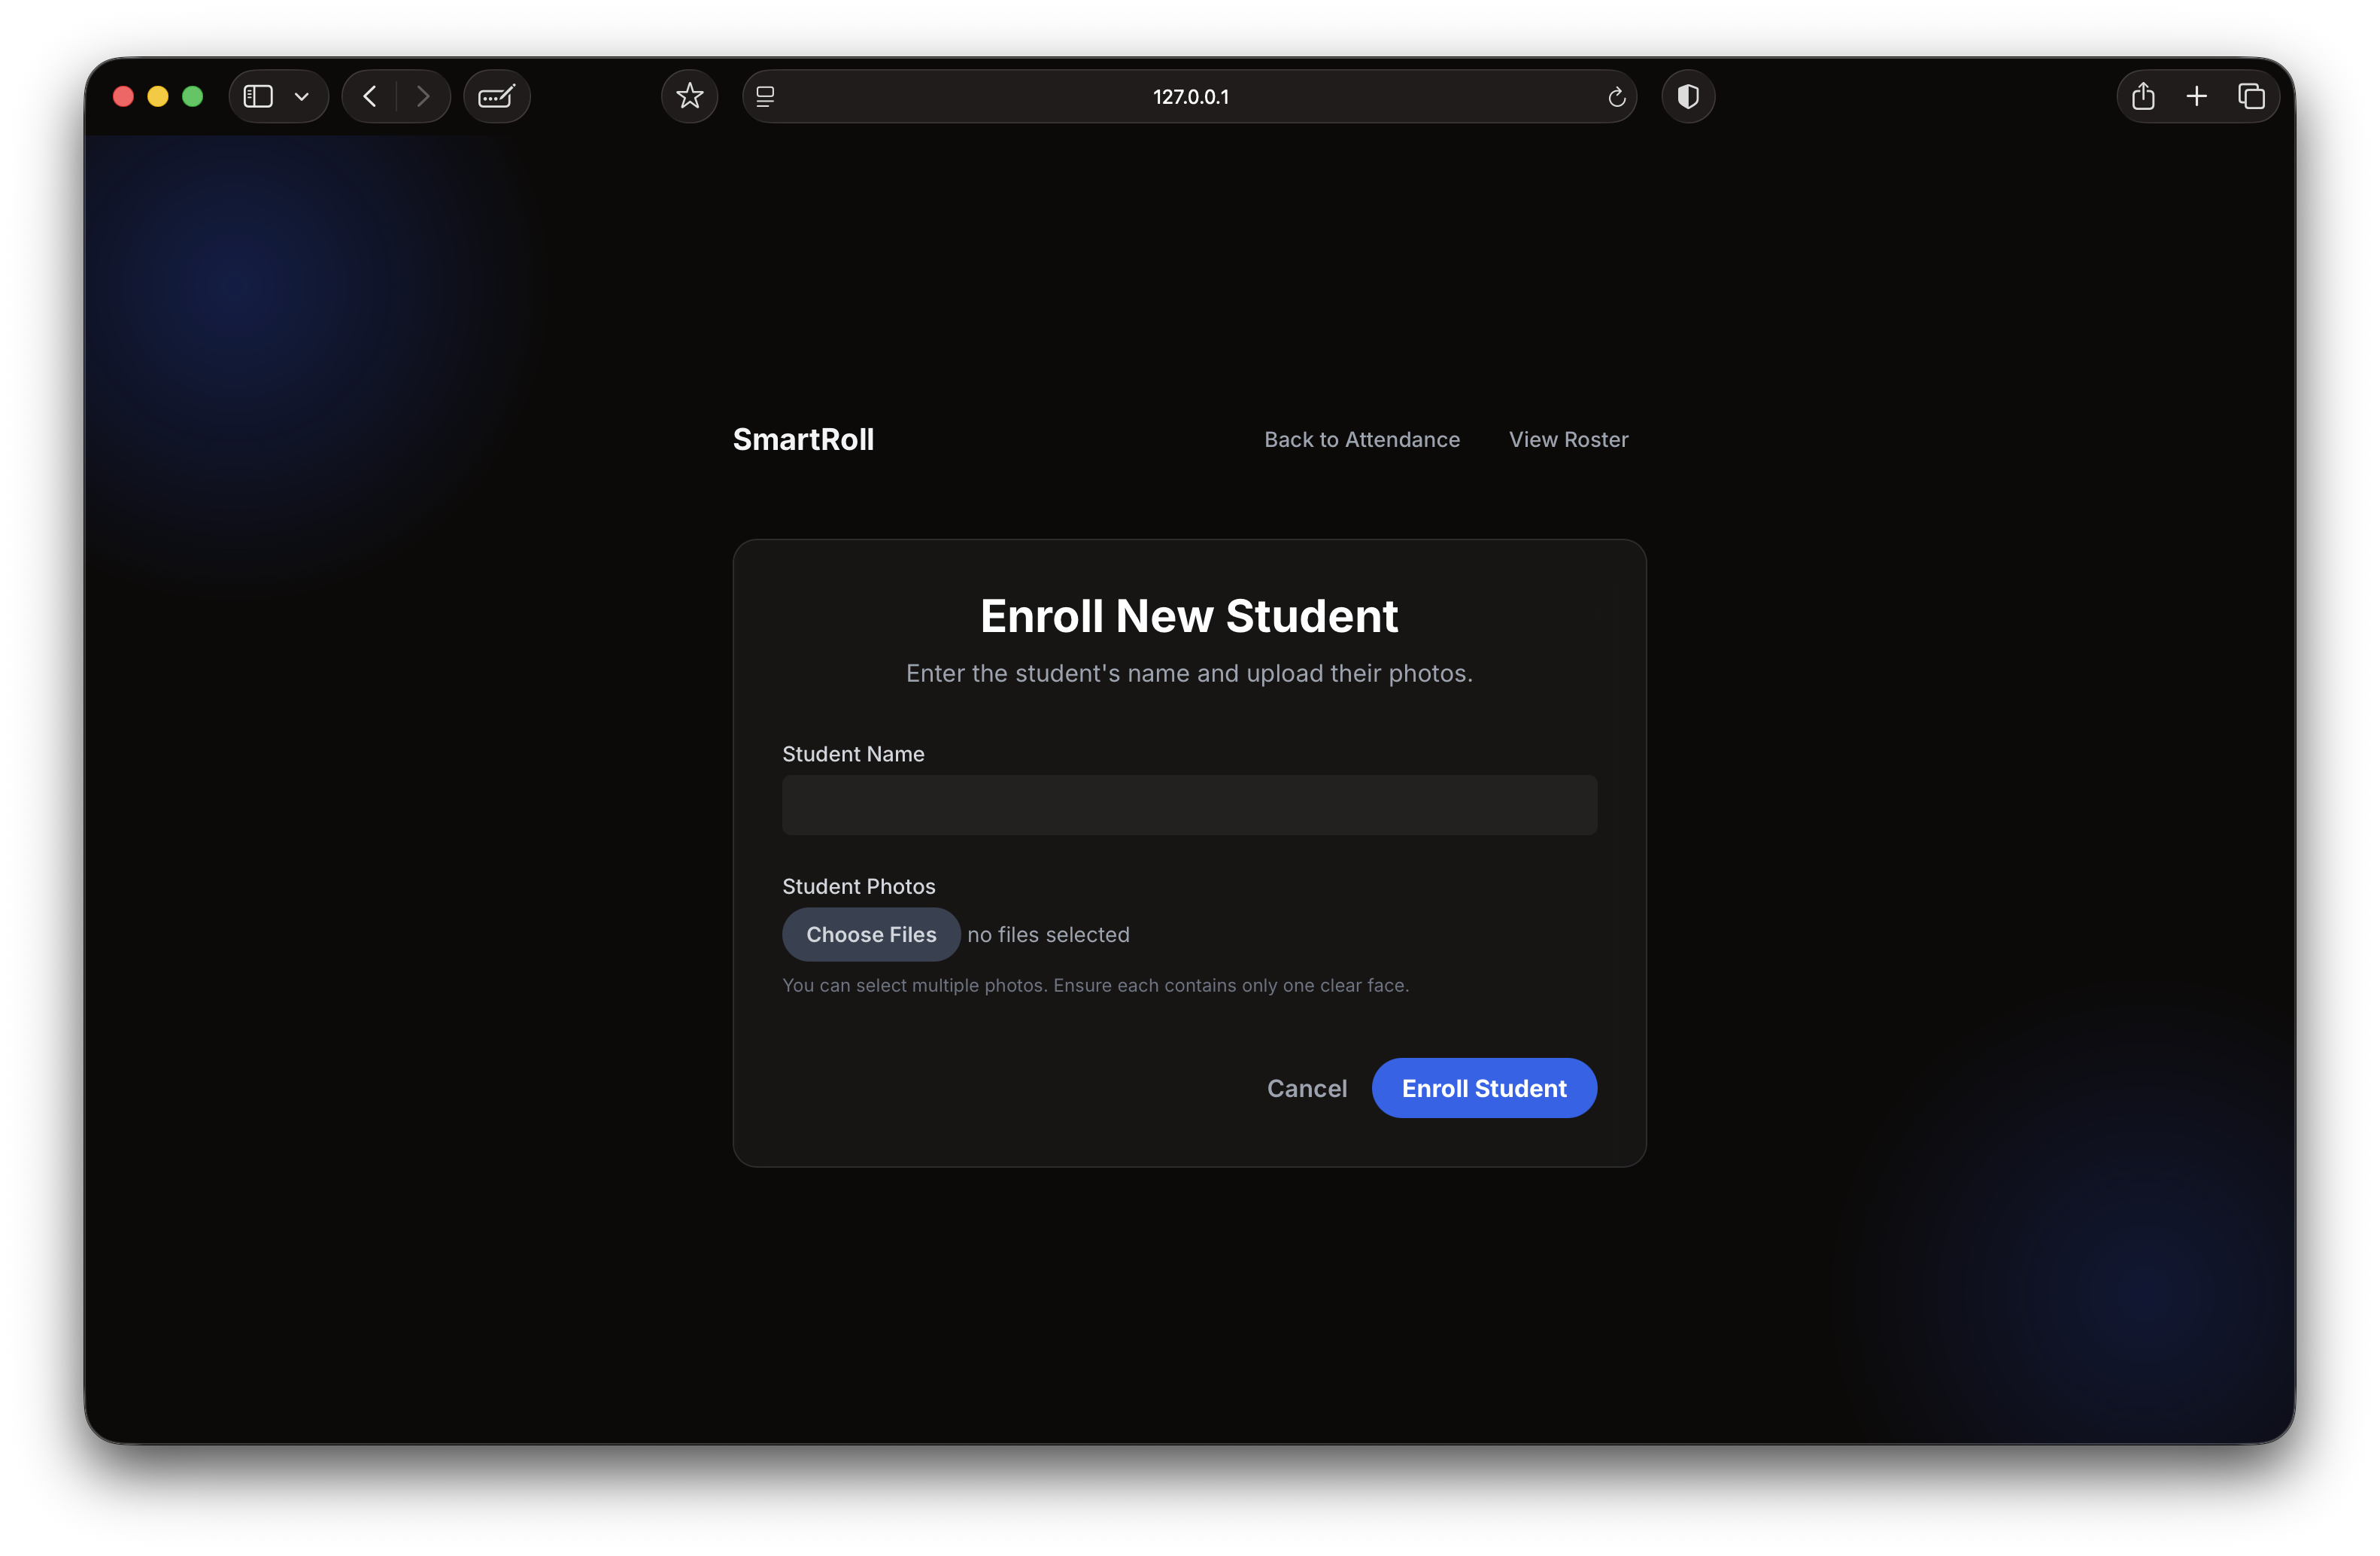 127.0.0.1
SmartRoll
Back to Attendance
View Roster
Enroll New Student
Enter the student's name and upload their photos.
Student Name
Student Photos
Choose Files no files selected
You can select multiple photos. Ensure each contains only one clear face.
Cancel
Enroll Student